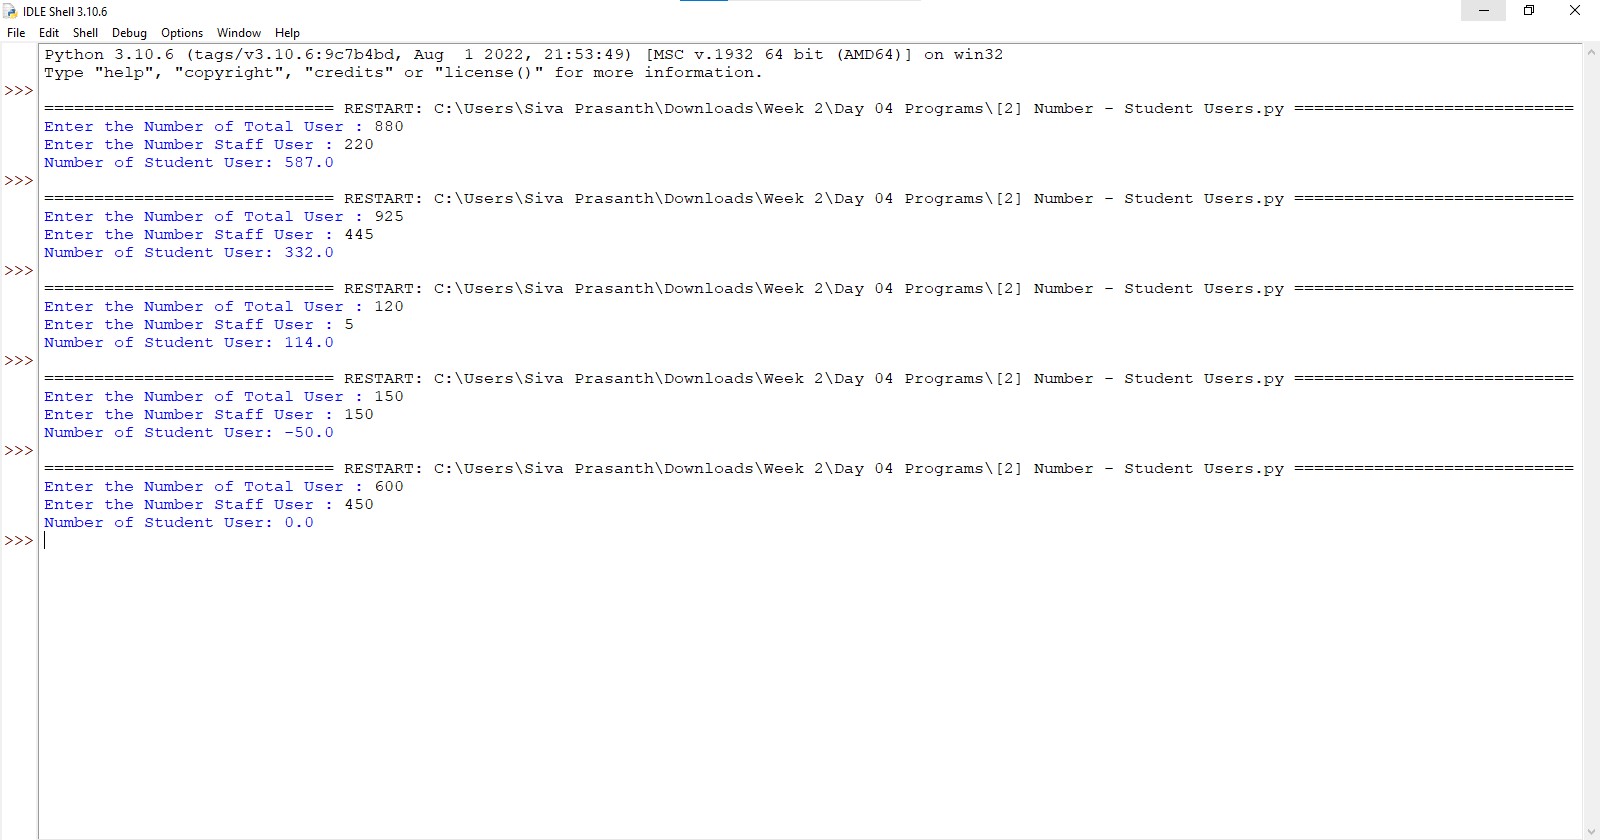 IDLE Shell 3.10.6
File Edit Shell Debug Options Window Help
Python 3.10.6 (tags/v3.10.6:9c7b4bd, Aug  1 2022, 21:53:49) [MSC v.1932 64 bit (AMD64)] on win32
Type "help", "copyright", "credits" or "license()" for more information.
>>>
============================= RESTART: C:\Users\Siva Prasanth\Downloads\Week 2\Day 04 Programs\[2] Number - Student Users.py ============================
Enter the Number of Total User : 880
Enter the Number Staff User : 220
Number of Student User: 587.0
>>>
============================= RESTART: C:\Users\Siva Prasanth\Downloads\Week 2\Day 04 Programs\[2] Number - Student Users.py ============================
Enter the Number of Total User : 925
Enter the Number Staff User : 445
Number of Student User: 332.0
>>>
============================= RESTART: C:\Users\Siva Prasanth\Downloads\Week 2\Day 04 Programs\[2] Number - Student Users.py ============================
Enter the Number of Total User : 120
Enter the Number Staff User : 5
Number of Student User: 114.0
>>>
============================= RESTART: C:\Users\Siva Prasanth\Downloads\Week 2\Day 04 Programs\[2] Number - Student Users.py ============================
Enter the Number of Total User : 150
Enter the Number Staff User : 150
Number of Student User: -50.0
>>>
============================= RESTART: C:\Users\Siva Prasanth\Downloads\Week 2\Day 04 Programs\[2] Number - Student Users.py ============================
Enter the Number of Total User : 600
Enter the Number Staff User : 450
Number of Student User: 0.0
>>>